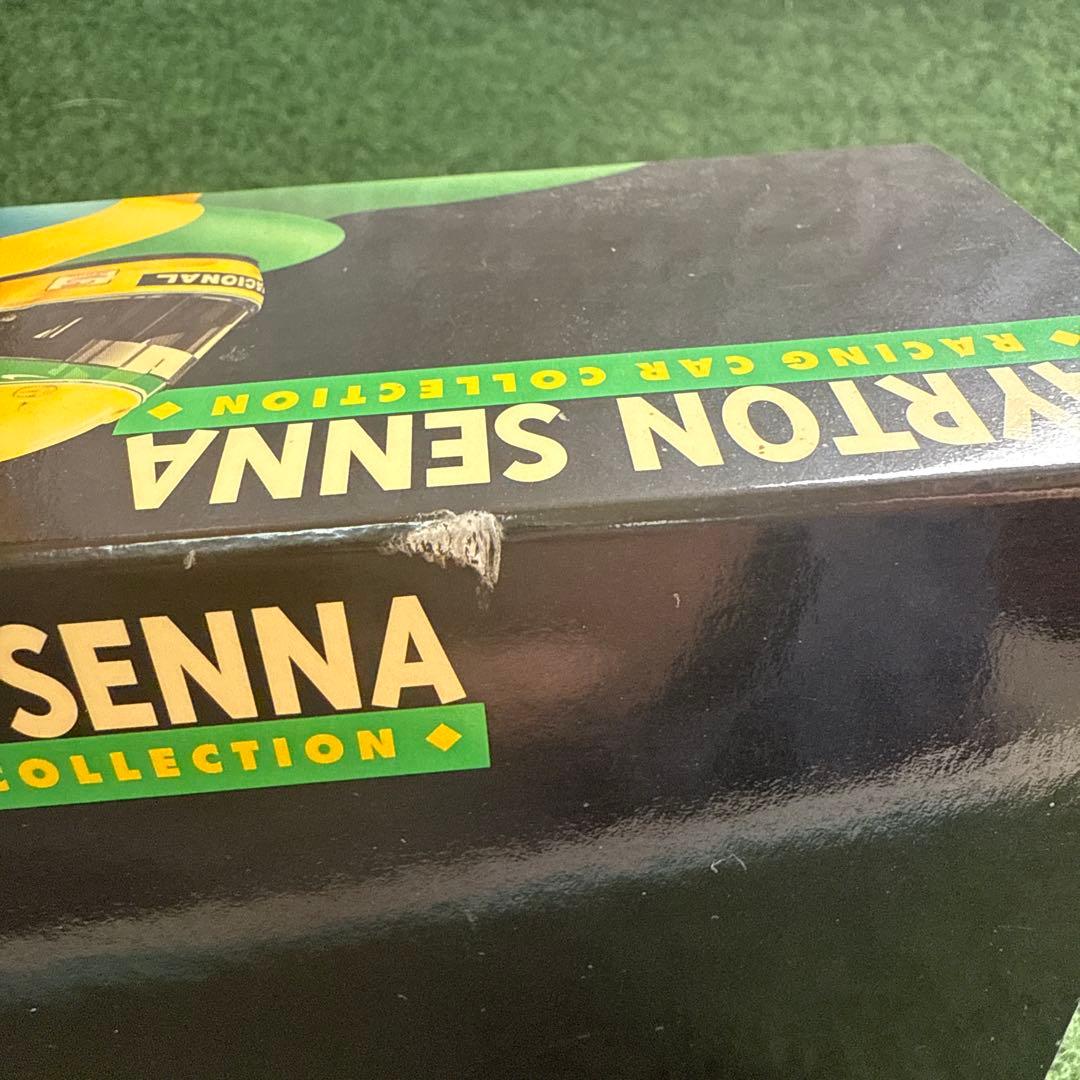 NACIONAL
AYRTON SENNA
RACING CAR COLLECTION
SENNA
COLLECTION